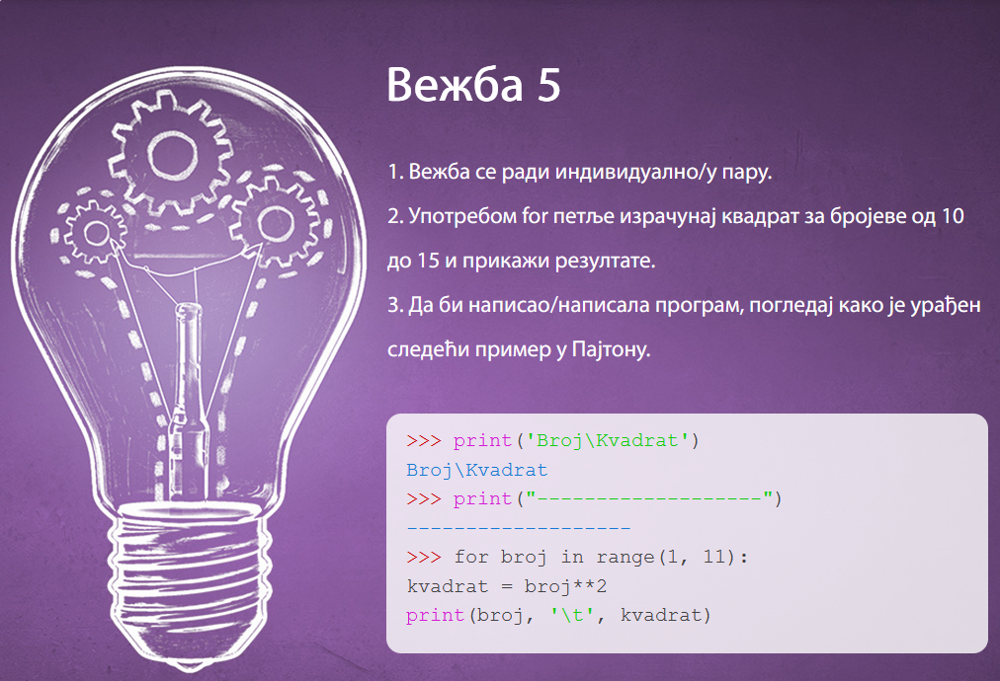 Вежба 5
1. Вежба се ради индивидуално/у пару.
2. Употребом for петље израчунај квадрат за бројеве од 10
до 15 и прикажи резултате.
3. Да би написао/написала програм, погледај како је урађен
следећи пример у Пајтону.
>>> print('Broj\Kvadrat')
Broj\Kvadrat
>>> print("-------------------")
-------------------
>>> for broj in range(1, 11):
kvadrat = broj**2
print(broj, '\t', kvadrat)